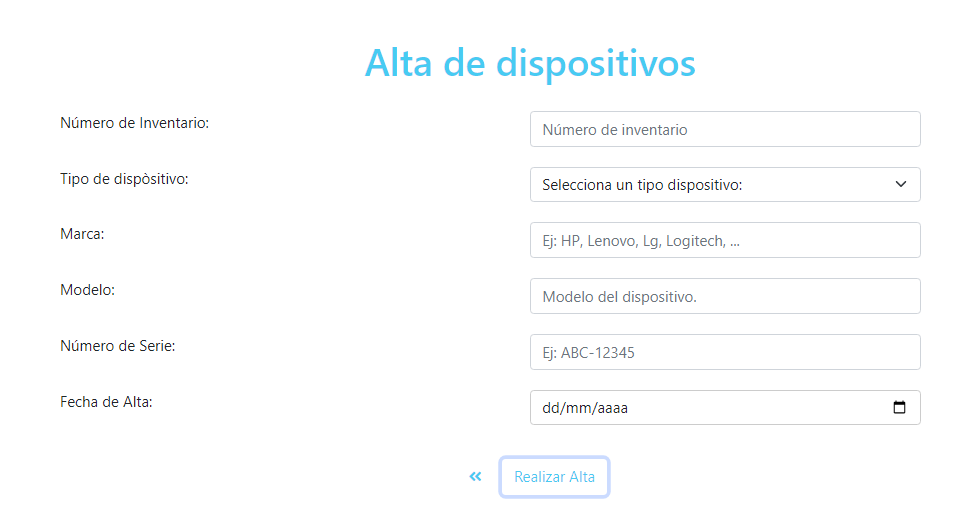 Alta de dispositivos
Número de Inventario:
Número de inventario
Tipo de dispòsitivo:
Selecciona un tipo dispositivo:
Marca:
Ej: HP, Lenovo, Lg, Logitech, ...
Modelo:
Modelo del dispositivo.
Número de Serie:
Ej: ABC-12345
Fecha de Alta:
dd/mm/aaaa
« Realizar Alta